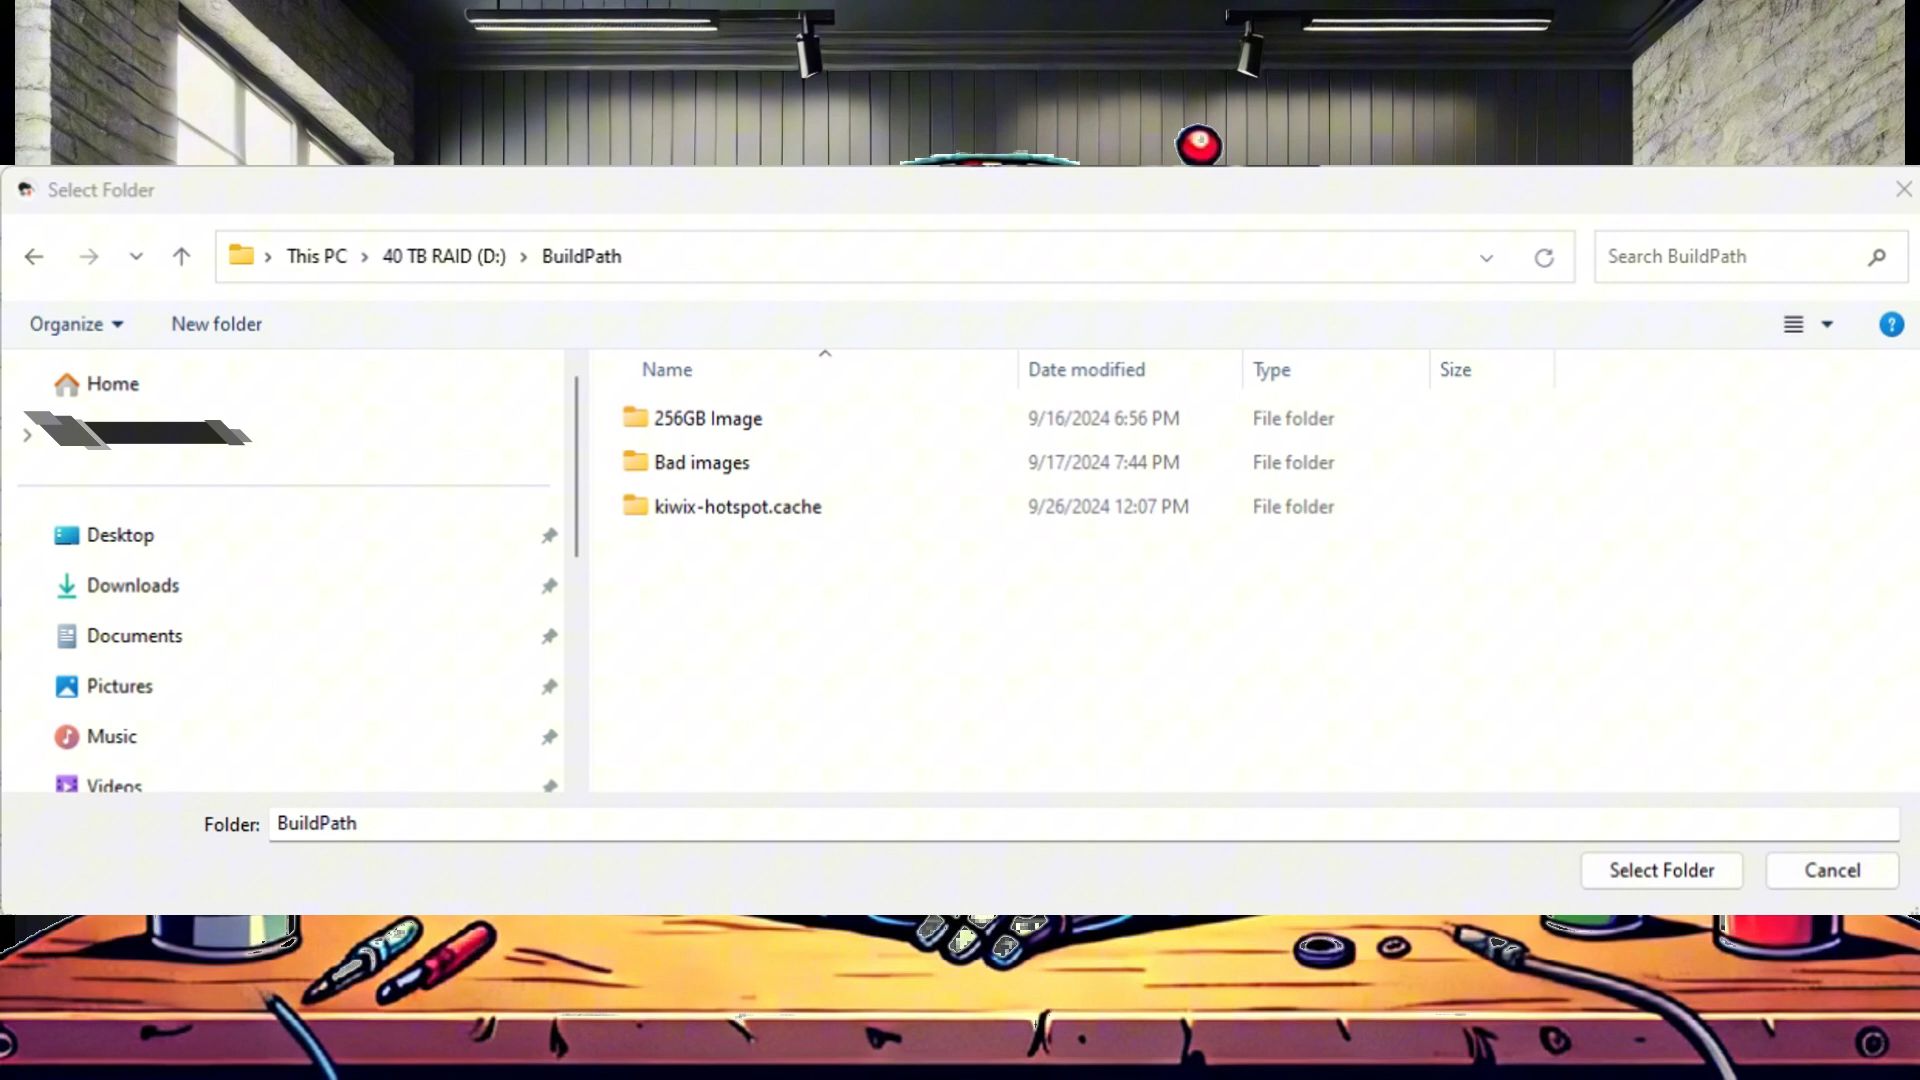 Select Folder
This PC > 40 TB RAID (D:) > BuildPath
Search BuildPath
Organize
New folder
?
Name
Date modified
Type
Size
Home
256GB Image 9/16/2024 6:56 PM File folder
Bad images 9/17/2024 7:44 PM File folder
kiwix-hotspot.cache 9/26/2024 12:07 PM File folder
Desktop
Downloads
Documents
Pictures
Music
Videos
Folder: BuildPath
Select Folder
Cancel